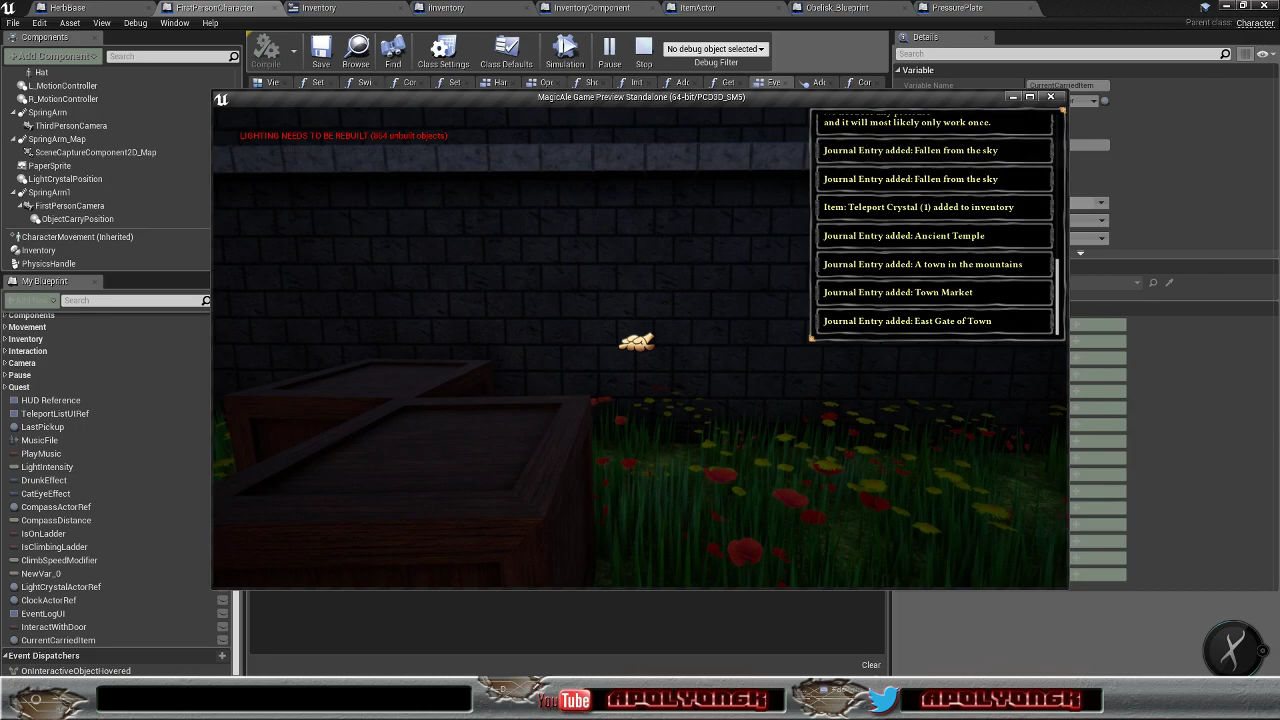 HerbBase
FirstPersonCharacter
Inventory
iInventory
InventoryComponent
ItemActor
Obelisk_Blueprint
PressurePlate
File
Edit
Asset
View
Debug
Window
Help
Parent class: Character
Components
Details
Add Component
Search
Compile
Save
Browse
Find
Class Settings
Class Defaults
Simulation
Pause
Stop
No debug object selected
Debug Filter
Search
Variable
Variable Name
CurrentCarriedItem
Hat
L_MotionController
R_MotionController
SpringArm
ThirdPersonCamera
SpringArm_Map
SceneCaptureComponent2D_Map
PaperSprite
LightCrystalPosition
SpringArm1
FirstPersonCamera
ObjectCarryPosition
CharacterMovement (Inherited)
Inventory
PhysicsHandle
MagicAle Game Preview Standalone (64-bit/PCD3D_SM5)
LIGHTING NEEDS TO BE REBUILT (864 unbuilt objects)
and it will most likely only work once.
Journal Entry added: Fallen from the sky
Journal Entry added: Fallen from the sky
Item: Teleport Crystal (1) added to inventory
Journal Entry added: Ancient Temple
Journal Entry added: A town in the mountains
Journal Entry added: Town Market
Journal Entry added: East Gate of Town
My Blueprint
Search
Components
Movement
Inventory
Interaction
Camera
Pause
Quest
HUD Reference
TeleportListUIRef
LastPickup
MusicFile
PlayMusic
LightIntensity
DrunkEffect
CatEyeEffect
CompassActorRef
CompassDistance
IsOnLadder
IsClimbingLadder
ClimbSpeedModifier
NewVar_0
LightCrystalActorRef
ClockActorRef
EventLogUI
InteractWithDoor
CurrentCarriedItem
Event Dispatchers
OnInteractiveObjectHovered
Clear
YouTube
APOLYONGK
APOLYONGK